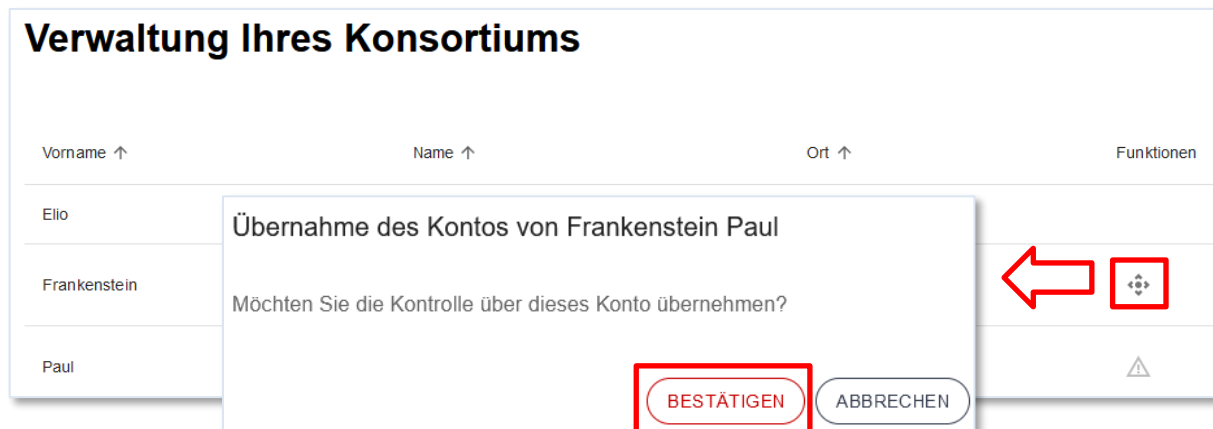 Verwaltung Ihres Konsortiums
Vorname ↑ Name ↑ Ort ↑ Funktionen
Elio
Übernahme des Kontos von Frankenstein Paul
Frankenstein
Möchten Sie die Kontrolle über dieses Konto übernehmen?
Paul
BESTÄTIGEN ABBRECHEN